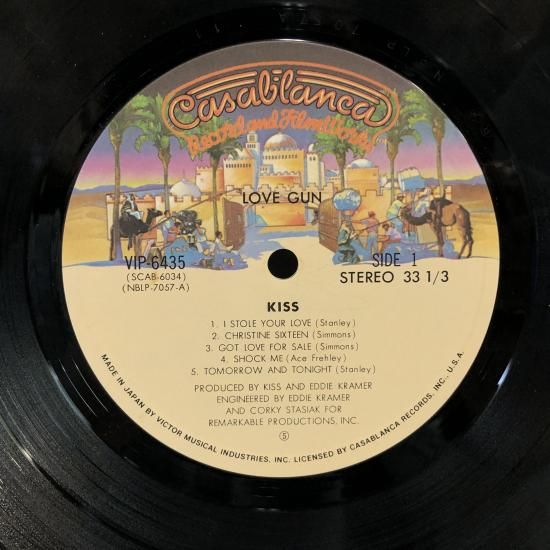 Casablanca
Record and FilmWorks
LOVE GUN
VIP-6435
(SCAB-6034)
(NBLP-7057-A)
SIDE 1
STEREO 33 1/3
KISS
1. I STOLE YOUR LOVE (Stanley)
2. CHRISTINE SIXTEEN (Simmons)
3. GOT LOVE FOR SALE (Simmons)
4. SHOCK ME (Ace Frehley)
5. TOMORROW AND TONIGHT (Stanley)
PRODUCED BY KISS AND EDDIE KRAMER
ENGINEERED BY EDDIE KRAMER
AND CORKY STASIAK FOR
REMARKABLE PRODUCTIONS, INC.
⑤
MADE IN JAPAN BY VICTOR MUSICAL INDUSTRIES, INC. LICENSED BY CASABLANCA RECORDS, INC., U.S.A.